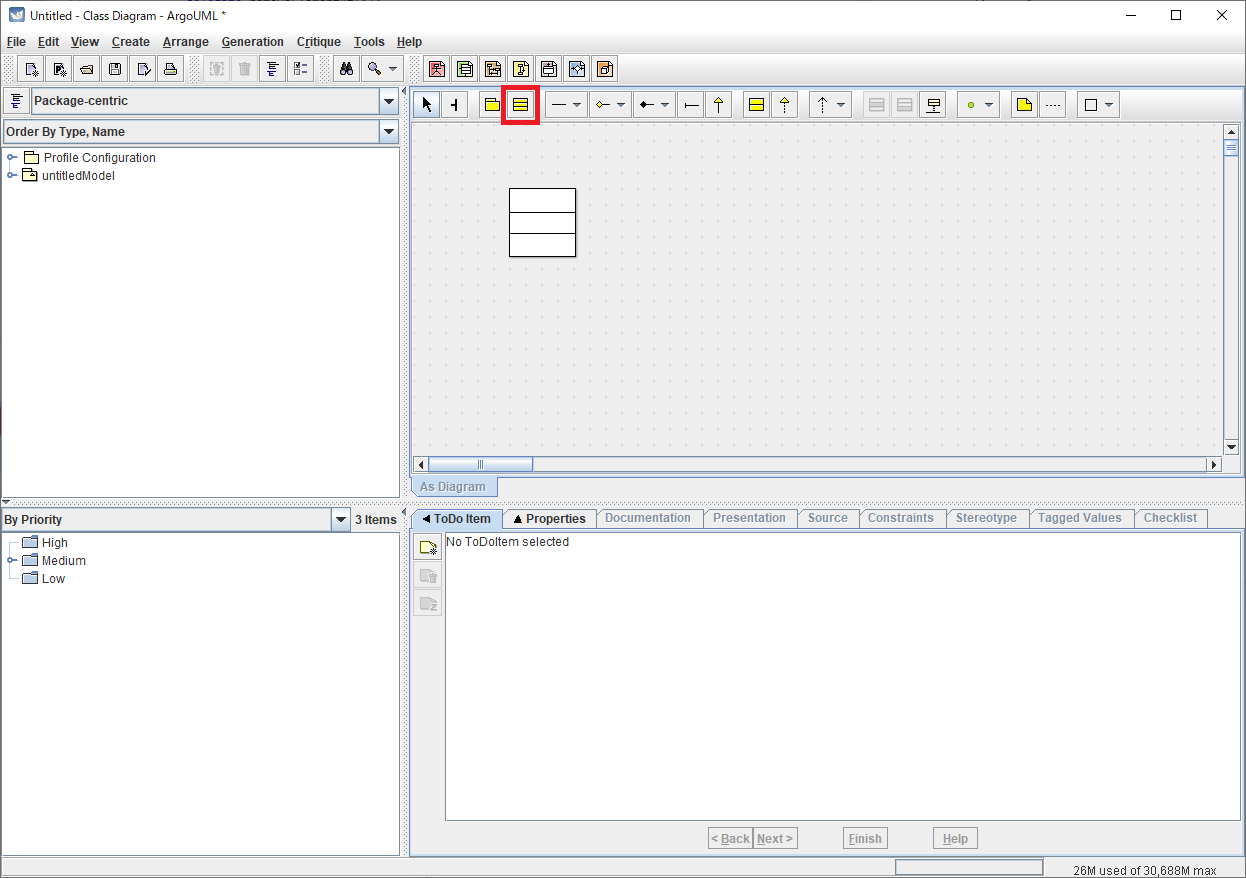 Untitled - Class Diagram - ArgoUML *
File Edit View Create Arrange Generation Critique Tools Help
Package-centric
Order By Type, Name
Profile Configuration
untitledModel
As Diagram
By Priority
3 Items
High
Medium
Low
ToDo Item Properties Documentation Presentation Source Constraints Stereotype Tagged Values Checklist
No ToDoItem selected
< Back Next > Finish Help
26M used of 30,688M max